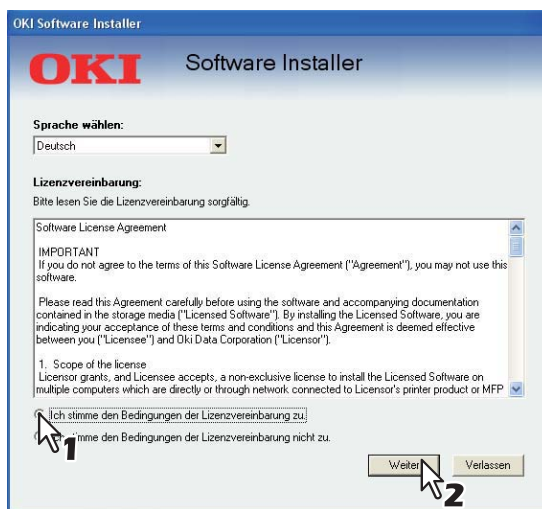 OKI Software Installer
OKI
Software Installer
Sprache wählen:
Deutsch
Lizenzvereinbarung:
Bitte lesen Sie die Lizenzvereinbarung sorgfältig.
Software License Agreement
IMPORTANT
If you do not agree to the terms of this Software License Agreement ("Agreement"), you may not use this
software.
Please read this Agreement carefully before using the software and accompanying documentation
contained in the storage media ("Licensed Software"). By installing the Licensed Software, you are
indicating your acceptance of these terms and conditions and this Agreement is deemed effective
between you ("Licensee") and Oki Data Corporation ("Licensor").
1. Scope of the license
Licensor grants, and Licensee accepts, a non-exclusive license to install the Licensed Software on
multiple computers which are directly or through network connected to Licensor's printer product or MFP
Ich stimme den Bedingungen der Lizenzvereinbarung zu.
1
stimme den Bedingungen der Lizenzvereinbarung nicht zu.
Weiter
Verlassen
2